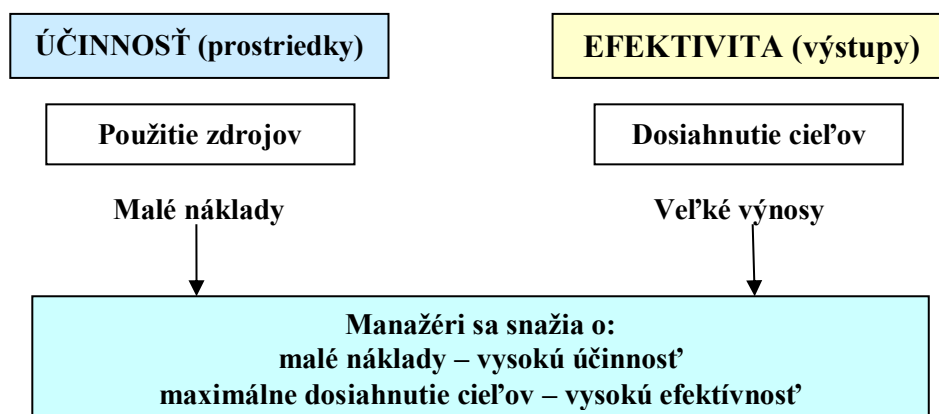 ÚČINNOSŤ (prostriedky)
EFEKTIVITA (výstupy)
Použitie zdrojov
Dosiahnutie cieľov
Malé náklady
Veľké výnosy
Manažéri sa snažia o:
malé náklady – vysokú účinnosť
maximálne dosiahnutie cieľov – vysokú efektívnosť